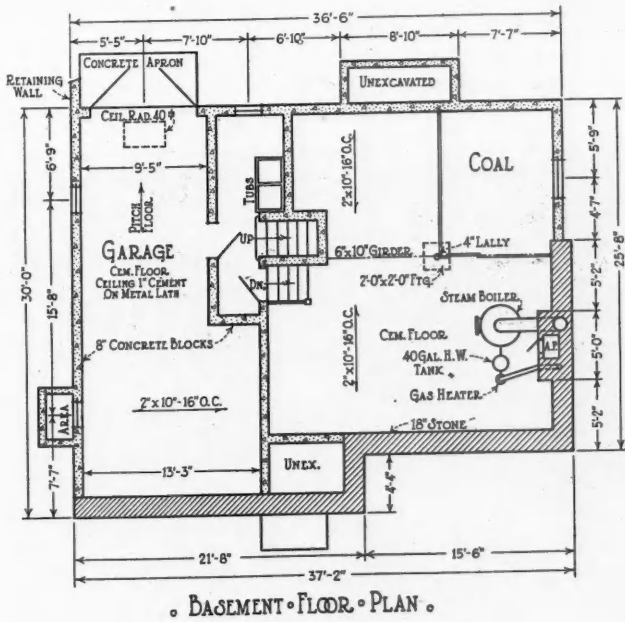 36'-6"
5'-5"
7'-10"
6'-10"
8'-10"
7'-7"
CONCRETE APRON
UNEXCAVATED
RETAINING
WALL
CEIL. RAD. 40
6'-9"
9'-5"
TUBS
2"x10"-16"O.C.
COAL
5'-9"
4'-7"
PITCH
FLOOR
UP
6"x10" GIRDER
4" LALLY
2'-0"x2'-0" FTG.
GARAGE
CEM. FLOOR
CEILING 1" CEMENT
ON METAL LATH
DN.
30'-0"
15'-8"
25'-8"
5'-2"
STEAM BOILER
CEM. FLOOR
A.P.
5'-0"
8" CONCRETE BLOCKS
2"x10"-16"O.C.
40 GAL. H.W.
TANK
GAS HEATER
5'-2"
AREA
2"x10"-16"O.C.
18" STONE
7'-7"
13'-3"
UNEX.
4'-4"
21'-8"
15'-6"
37'-2"
BASEMENT FLOOR PLAN